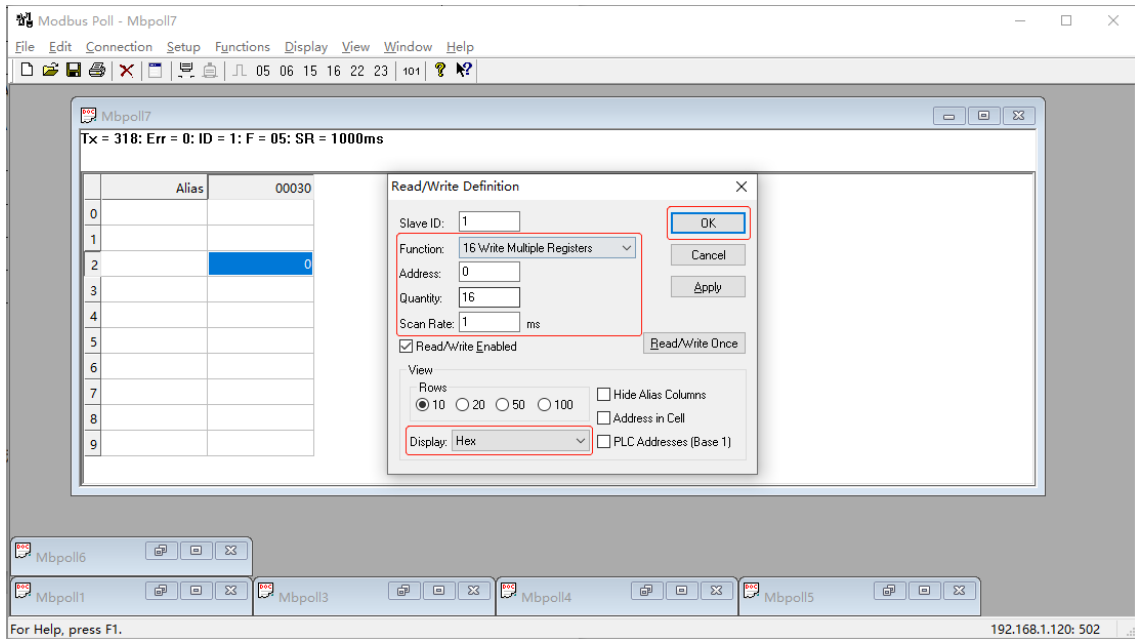 Modbus Poll - Mbpoll7
File Edit Connection Setup Functions Display View Window Help
05 06 15 16 22 23 101
Mbpoll7
Tx = 318: Err = 0: ID = 1: F = 05: SR = 1000ms
Alias 00030
0
1
2 0
3
4
5
6
7
8
9
Read/Write Definition
Slave ID: 1
OK
Function: 16 Write Multiple Registers
Cancel
Address: 0
Apply
Quantity: 16
Scan Rate: 1 ms
Read/Write Enabled
Read/Write Once
View
Rows
10 20 50 100
Hide Alias Columns
Address in Cell
Display: Hex
PLC Addresses (Base 1)
Mbpoll6
Mbpoll1
Mbpoll3
Mbpoll4
Mbpoll5
For Help, press F1.
192.168.1.120: 502